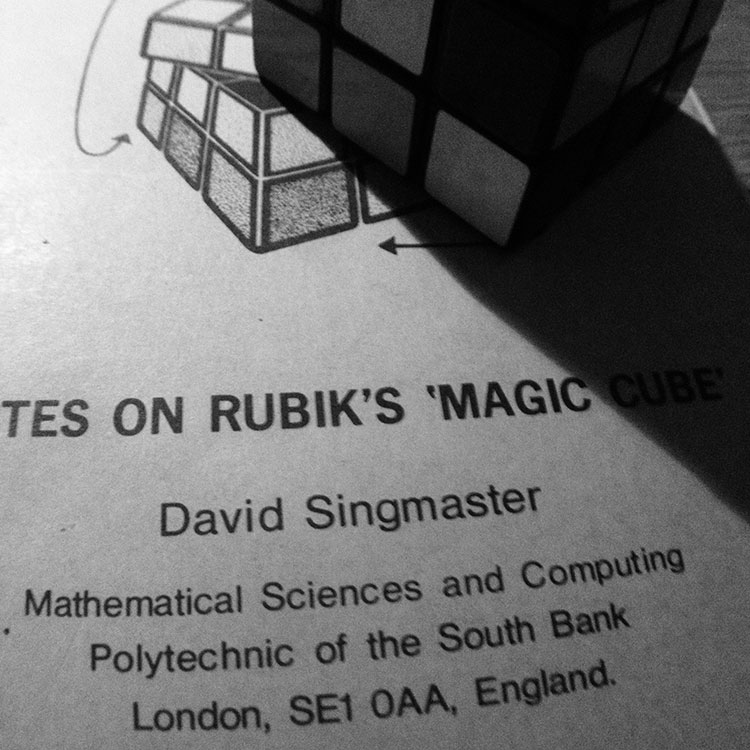 TES ON RUBIK'S 'MAGIC CUBE'
David Singmaster
Mathematical Sciences and Computing
Polytechnic of the South Bank
London, SE1 0AA, England.